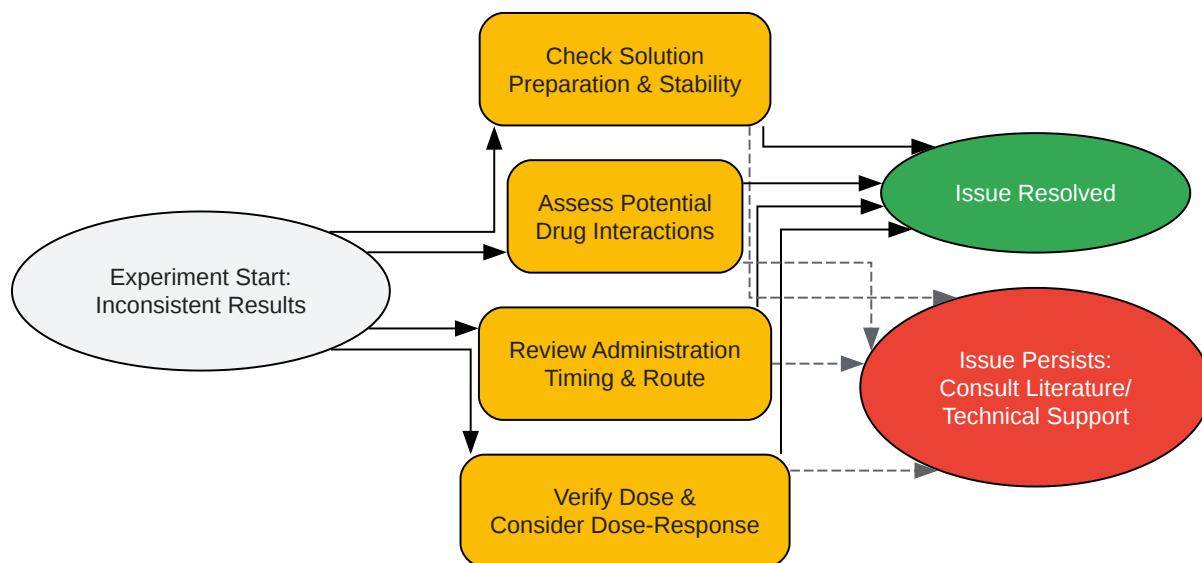 Experiment Start:
Inconsistent Results
Check Solution
Preparation & Stability
Assess Potential
Drug Interactions
Review Administration
Timing & Route
Verify Dose &
Consider Dose-Response
Issue Resolved
Issue Persists:
Consult Literature/
Technical Support